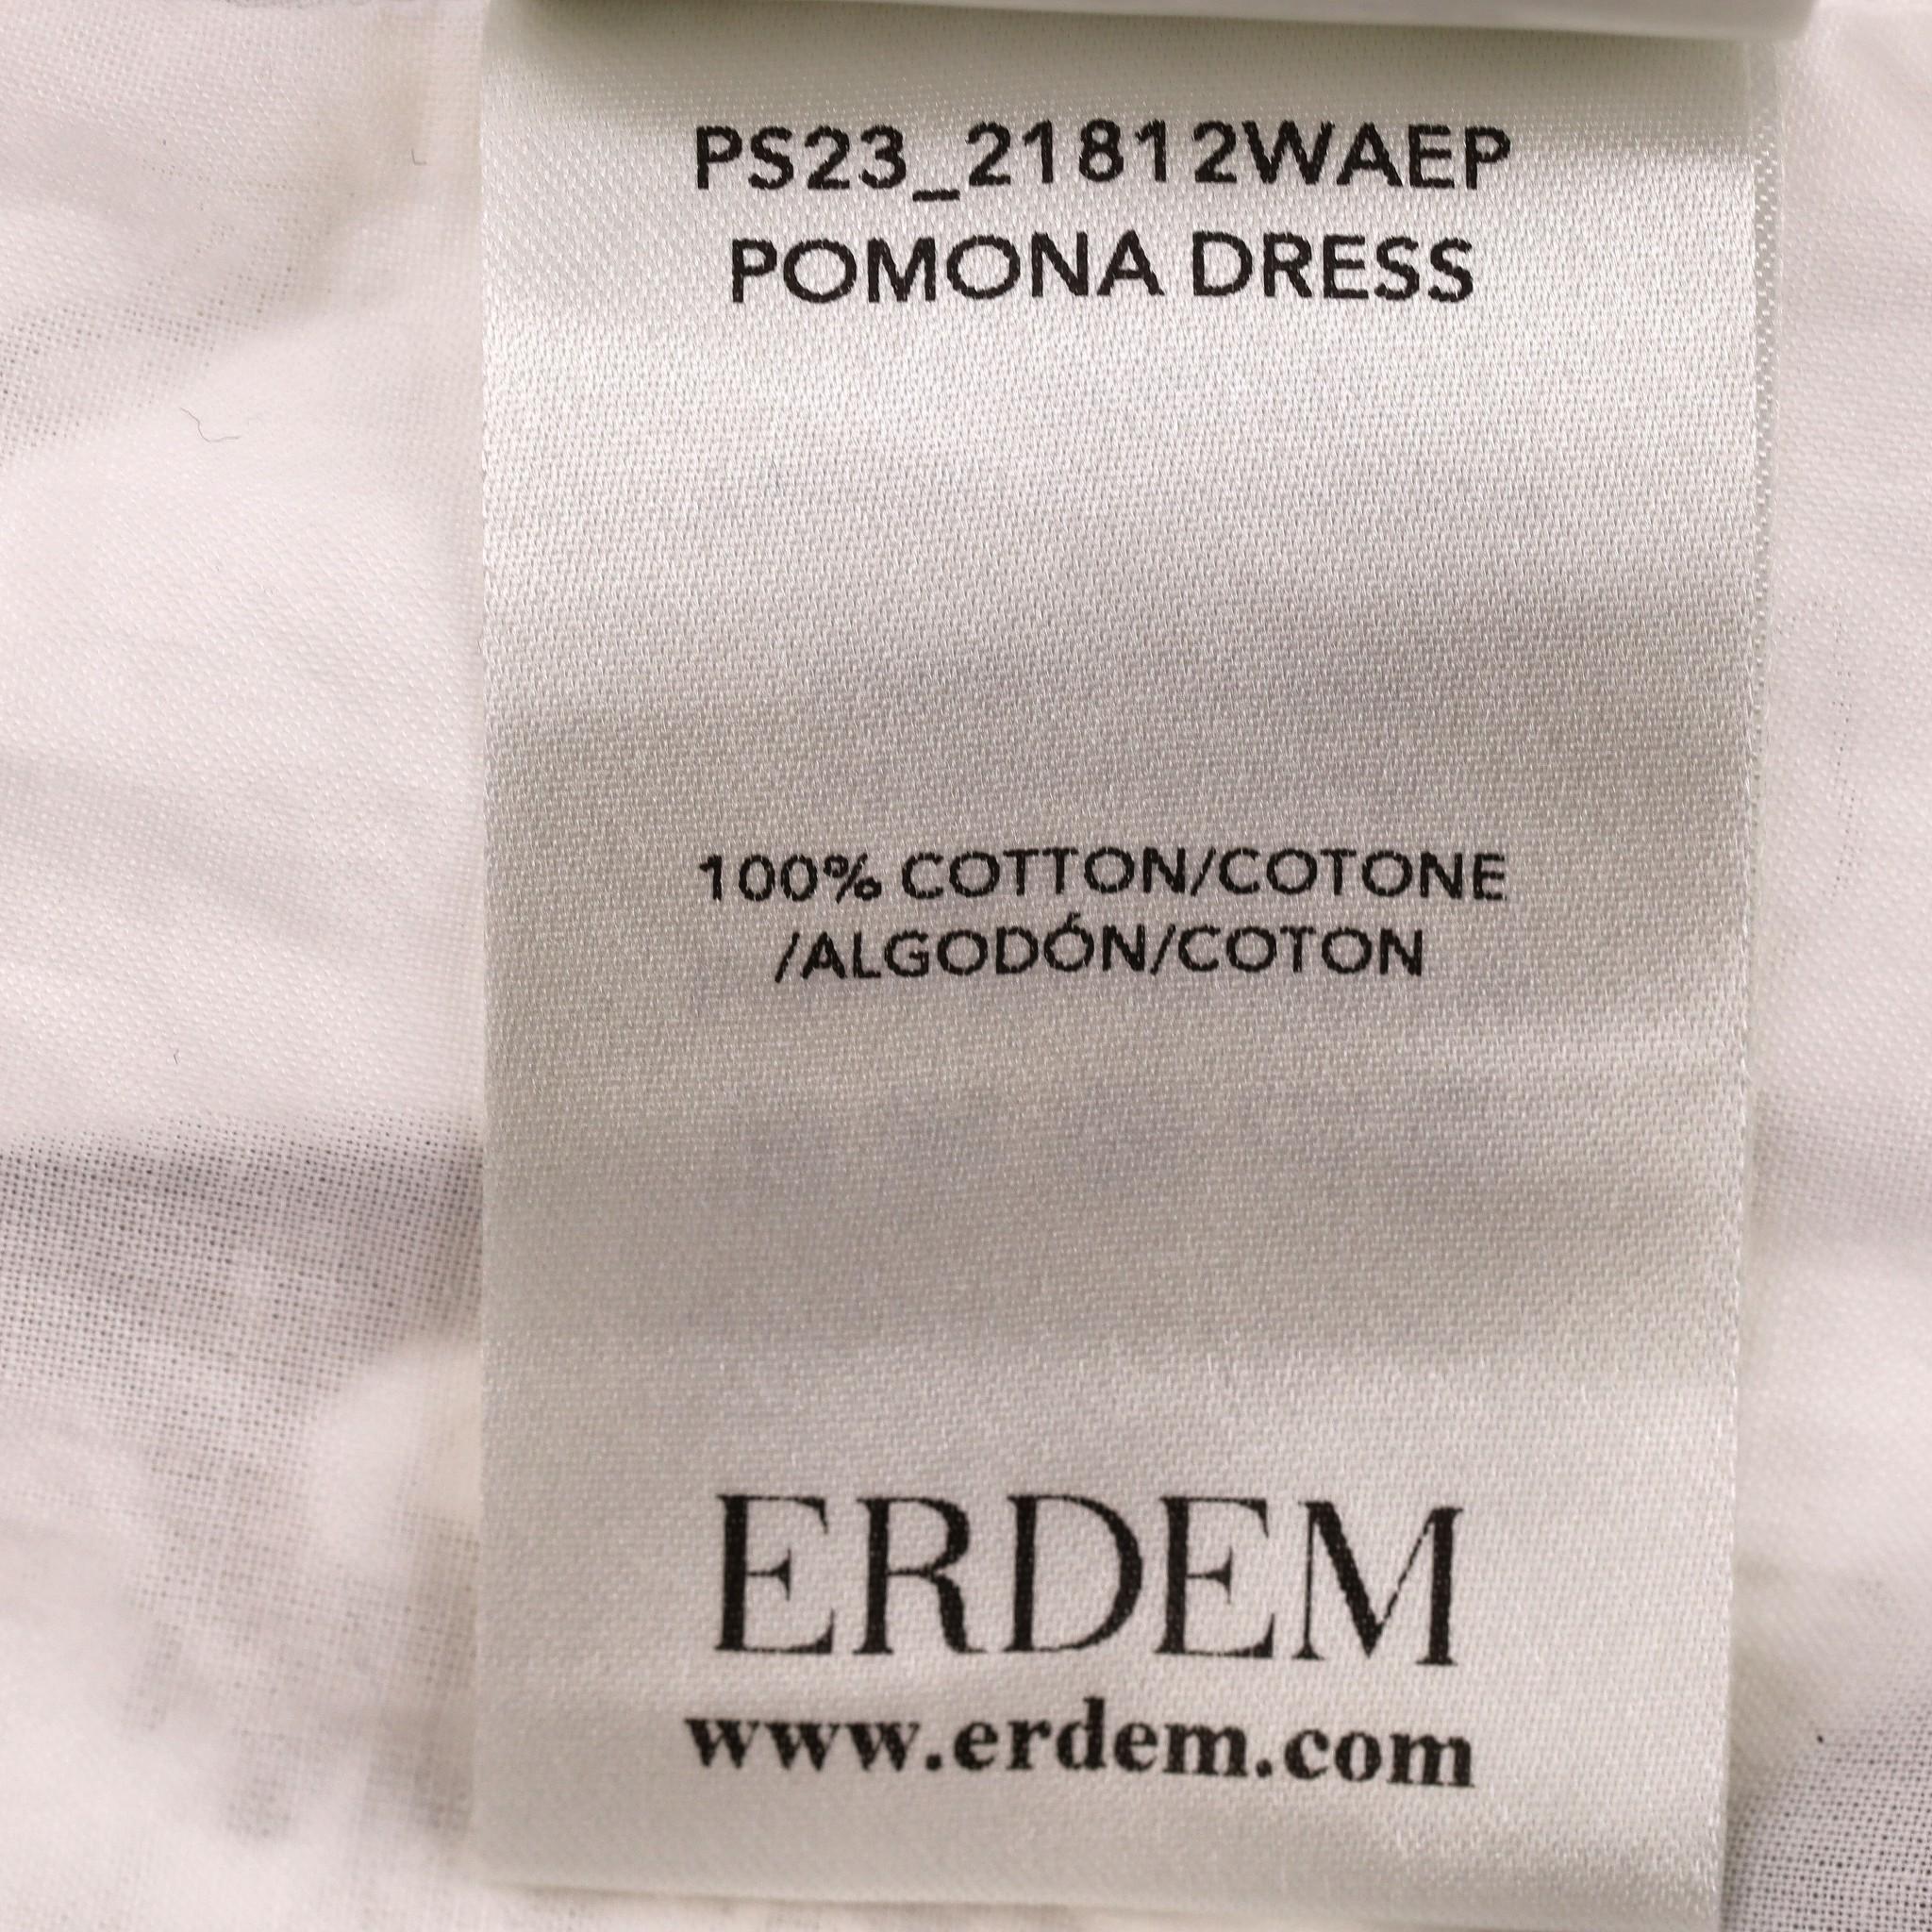 PS23_21812WAEP
POMONA DRESS
100% COTTON/COTONE
/ALGODÓN/COTON
ERDEM
www.erdem.com